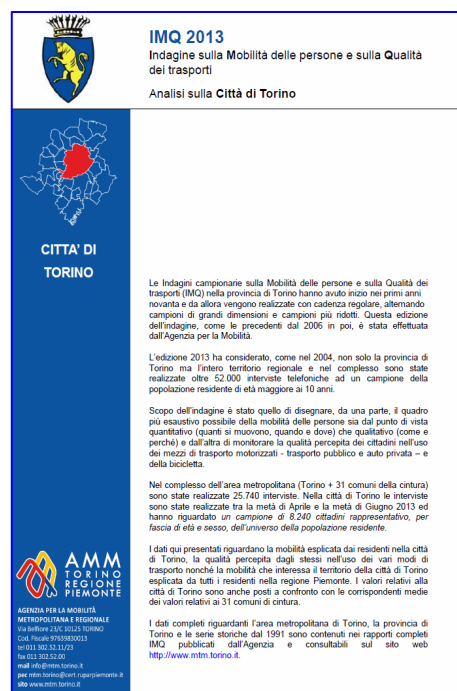 IMQ 2013
Indagine sulla Mobilità delle persone e sulla Qualità
dei trasporti
Analisi sulla Città di Torino
CITTA' DI
TORINO
Le Indagini campionarie sulla Mobilità delle persone e sulla Qualità dei
trasporti (IMQ) nella provincia di Torino hanno avuto inizio nei primi anni
novanta e da allora vengono realizzate con cadenza regolare, alternando
campioni di grandi dimensioni e campioni più ridotti. Questa edizione
dell'indagine, come le precedenti dal 2006 in poi, è stata effettuata
dall'Agenzia per la Mobilità.
L'edizione 2013 ha considerato, come nel 2004, non solo la provincia di
Torino ma l'intero territorio regionale e nel complesso sono state
realizzate oltre 52.000 interviste telefoniche ad un campione della
popolazione residente di età maggiore ai 10 anni.
Scopo dell'indagine è stato quello di disegnare, da una parte, il quadro
più esaustivo possibile della mobilità delle persone sia dal punto di vista
quantitativo (quanti si muovono, quando e dove) che qualitativo (come e
perché) e dall'altra di monitorare la qualità percepita dei cittadini nell'uso
dei mezzi di trasporto motorizzati - trasporto pubblico e auto privata – e
della bicicletta.
Nel complesso dell'area metropolitana (Torino + 31 comuni della cintura)
sono state realizzate 25.740 interviste. Nella città di Torino le interviste
sono state realizzate tra la metà di Aprile e la metà di Giugno 2013 ed
hanno riguardato un campione di 8.240 cittadini rappresentativo, per
fascia di età e sesso, dell'universo della popolazione residente.
I dati qui presentati riguardano la mobilità esplicata dai residenti nella città
di Torino, la qualità percepita dagli stessi nell'uso dei vari modi di
trasporto nonché la mobilità che interessa il territorio della città di Torino
esplicata da tutti i residenti nella regione Piemonte. I valori relativi alla
città di Torino sono anche posti a confronto con le corrispondenti medie
dei valori relativi ai 31 comuni di cintura.
I dati completi riguardanti l'area metropolitana di Torino, la provincia di
Torino e le serie storiche dal 1991 sono contenuti nei rapporti completi
IMQ pubblicati dall'Agenzia e consultabili sul sito web
http://www.mtm.torino.it.
AMM
TORINO
REGIONE
PIEMONTE
AGENZIA PER LA MOBILITÀ
METROPOLITANA E REGIONALE
Via Belfiore 23/C 10125 TORINO
Cod. Fiscale 97639830013
tel 011 302.52.11/23
fax 011 302.52.00
mail info@mtm.torino.it
pec mtm.torino@cert.ruparpiemonte.it
sito www.mtm.torino.it